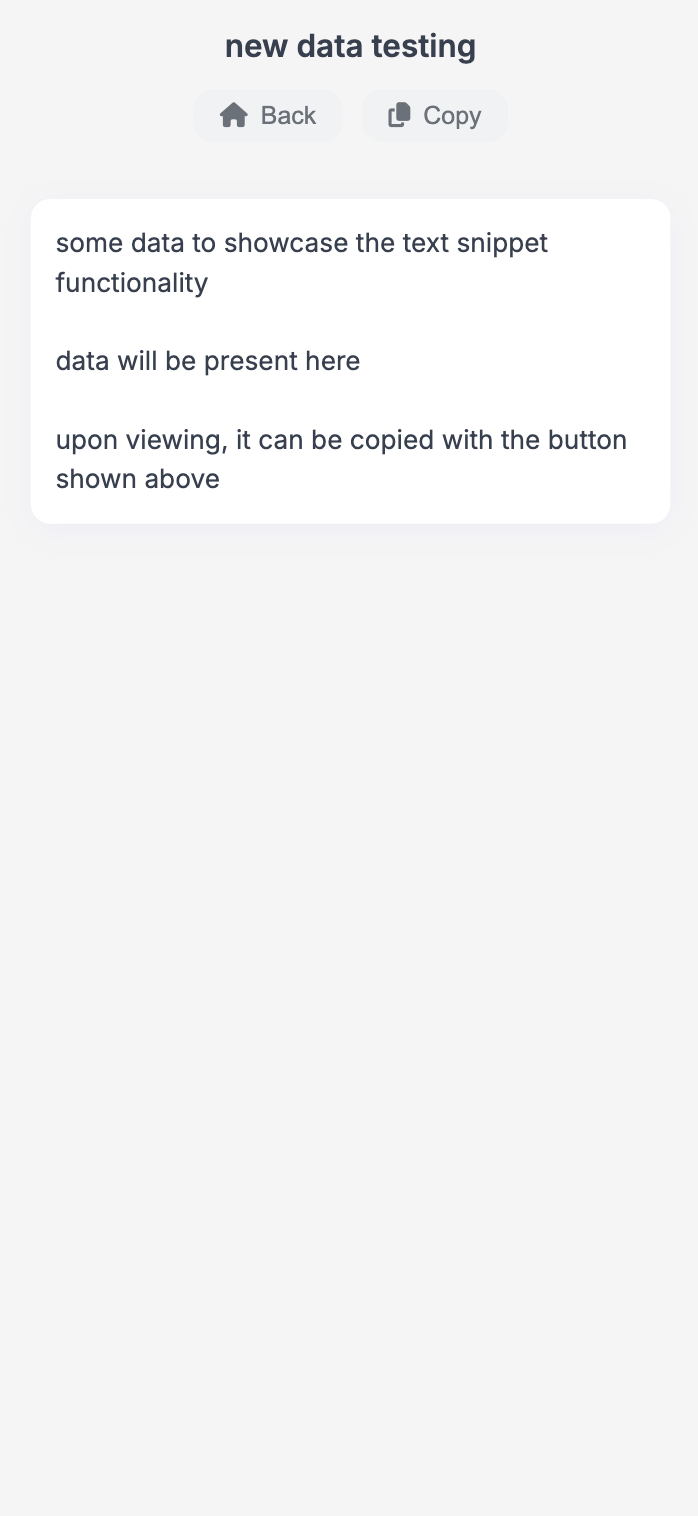 new data testing
Back
Copy
some data to showcase the text snippet
functionality
data will be present here
upon viewing, it can be copied with the button
shown above